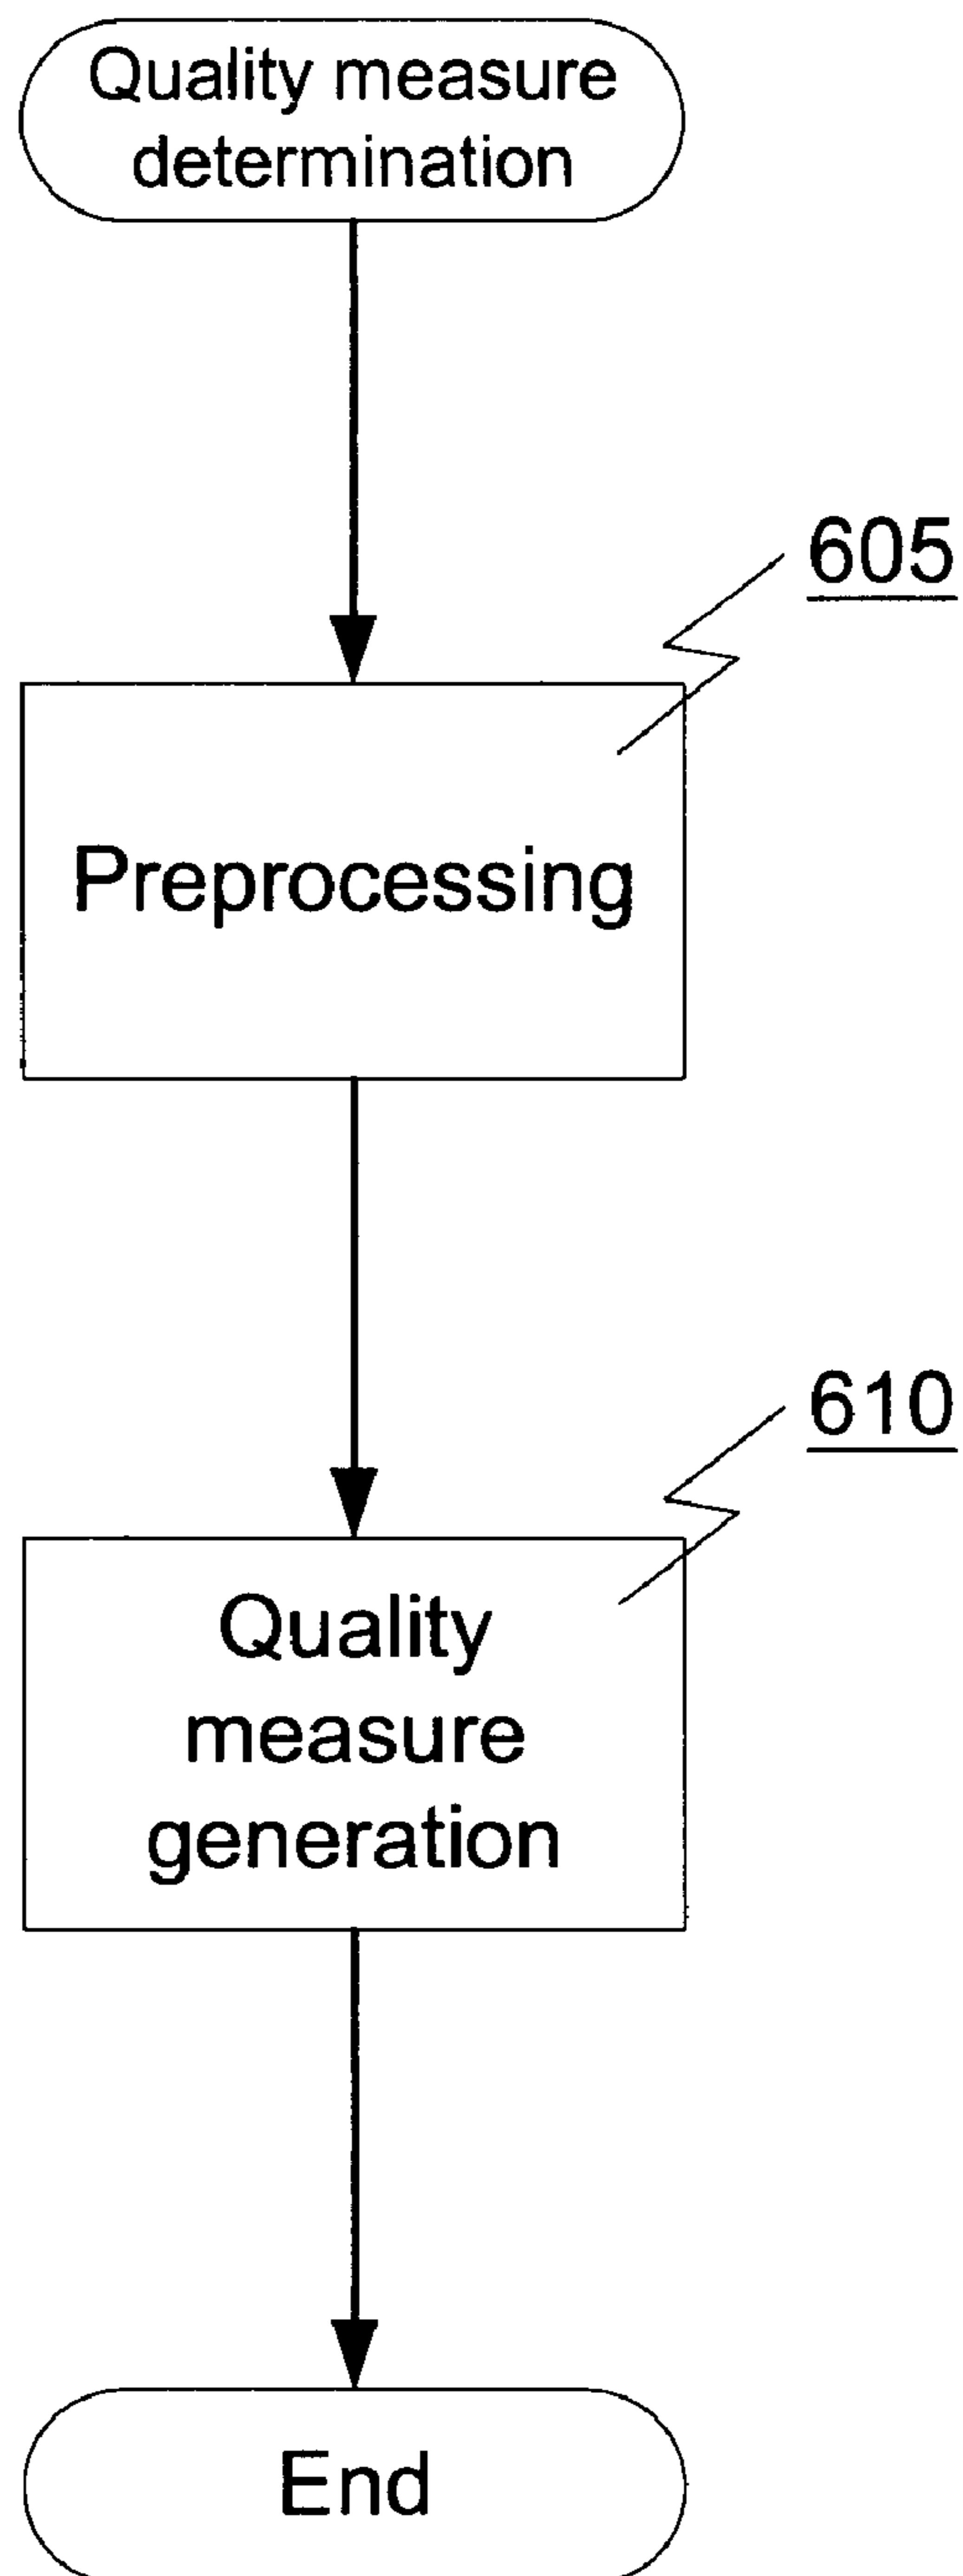 Quality measure
determination
605
Preprocessing
610
Quality
measure
generation
End